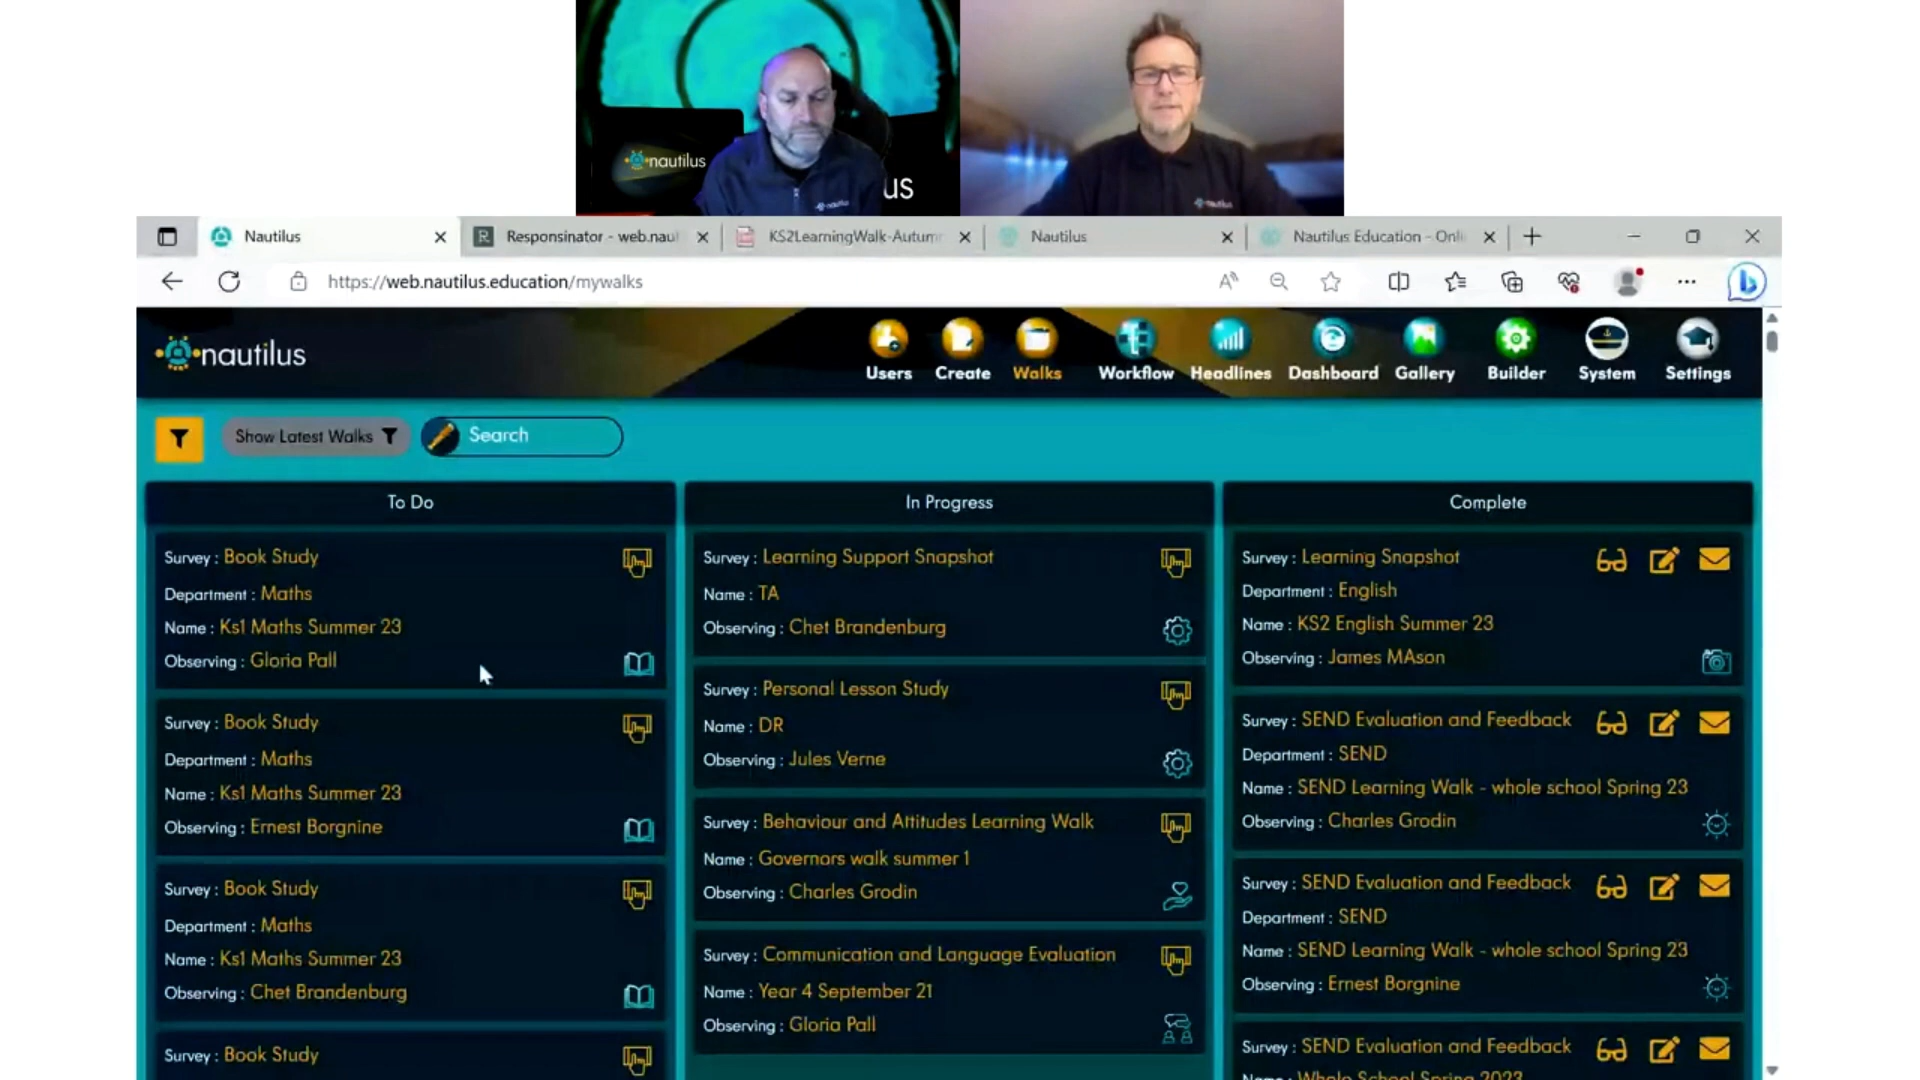 nautilus
us
nautilus
nautilus
Nautilus
Responsinator - web.nau
KS2LearningWalk-Autum
Nautilus
Nautilus Education - Onli
https://web.nautilus.education/mywalks
nautilus
Users
Create
Walks
Workflow
Headlines
Dashboard
Gallery
Builder
System
Settings
Show Latest Walks
Search
To Do
Survey : Book Study
Department : Maths
Name : Ks1 Maths Summer 23
Observing : Gloria Pall
Survey : Book Study
Department : Maths
Name : Ks1 Maths Summer 23
Observing : Ernest Borgnine
Survey : Book Study
Department : Maths
Name : Ks1 Maths Summer 23
Observing : Chet Brandenburg
Survey : Book Study
In Progress
Survey : Learning Support Snapshot
Name : TA
Observing : Chet Brandenburg
Survey : Personal Lesson Study
Name : DR
Observing : Jules Verne
Survey : Behaviour and Attitudes Learning Walk
Name : Governors walk summer 1
Observing : Charles Grodin
Survey : Communication and Language Evaluation
Name : Year 4 September 21
Observing : Gloria Pall
Complete
Survey : Learning Snapshot
Department : English
Name : KS2 English Summer 23
Observing : James MAson
Survey : SEND Evaluation and Feedback
Department : SEND
Name : SEND Learning Walk - whole school Spring 23
Observing : Charles Grodin
Survey : SEND Evaluation and Feedback
Department : SEND
Name : SEND Learning Walk - whole school Spring 23
Observing : Ernest Borgnine
Survey : SEND Evaluation and Feedback
Name : Whole School Spring 2023